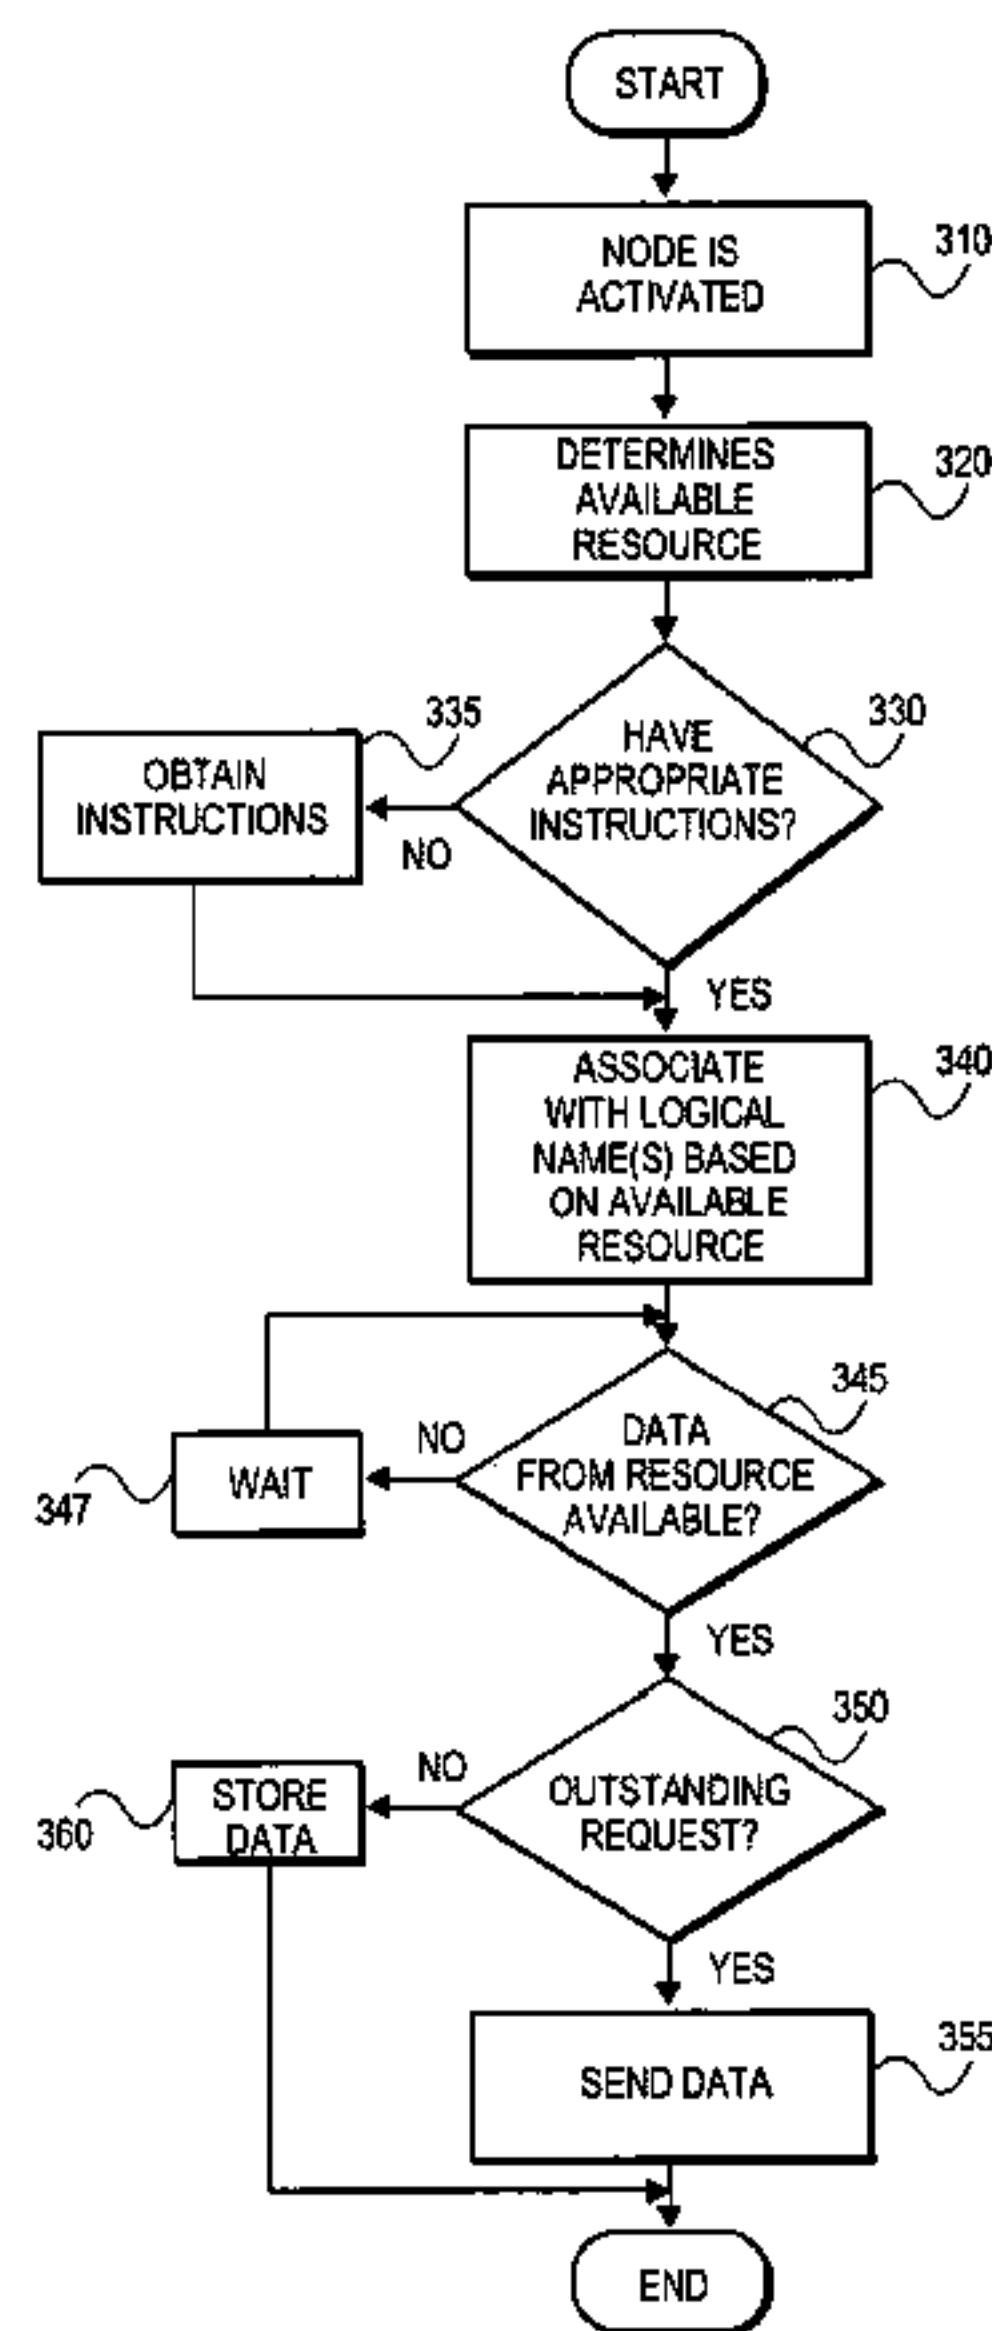 START
NODE IS
ACTIVATED
310
DETERMINES
AVAILABLE
RESOURCE
320
HAVE
APPROPRIATE
INSTRUCTIONS?
330
335
OBTAIN
INSTRUCTIONS
NO
YES
ASSOCIATE
WITH LOGICAL
NAME(S) BASED
ON AVAILABLE
RESOURCE
340
DATA
FROM RESOURCE
AVAILABLE?
345
NO
WAIT
347
YES
OUTSTANDING
REQUEST?
350
NO
STORE
DATA
360
YES
SEND DATA
355
END